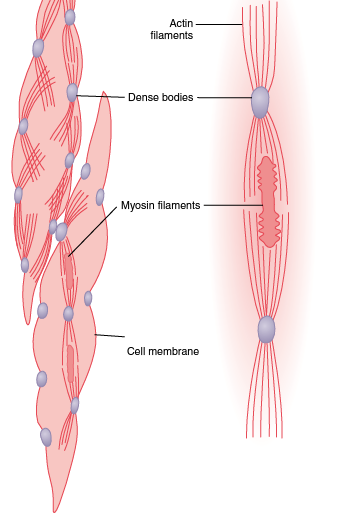 Actin
filaments
Dense bodies
Myosin filaments
Cell membrane